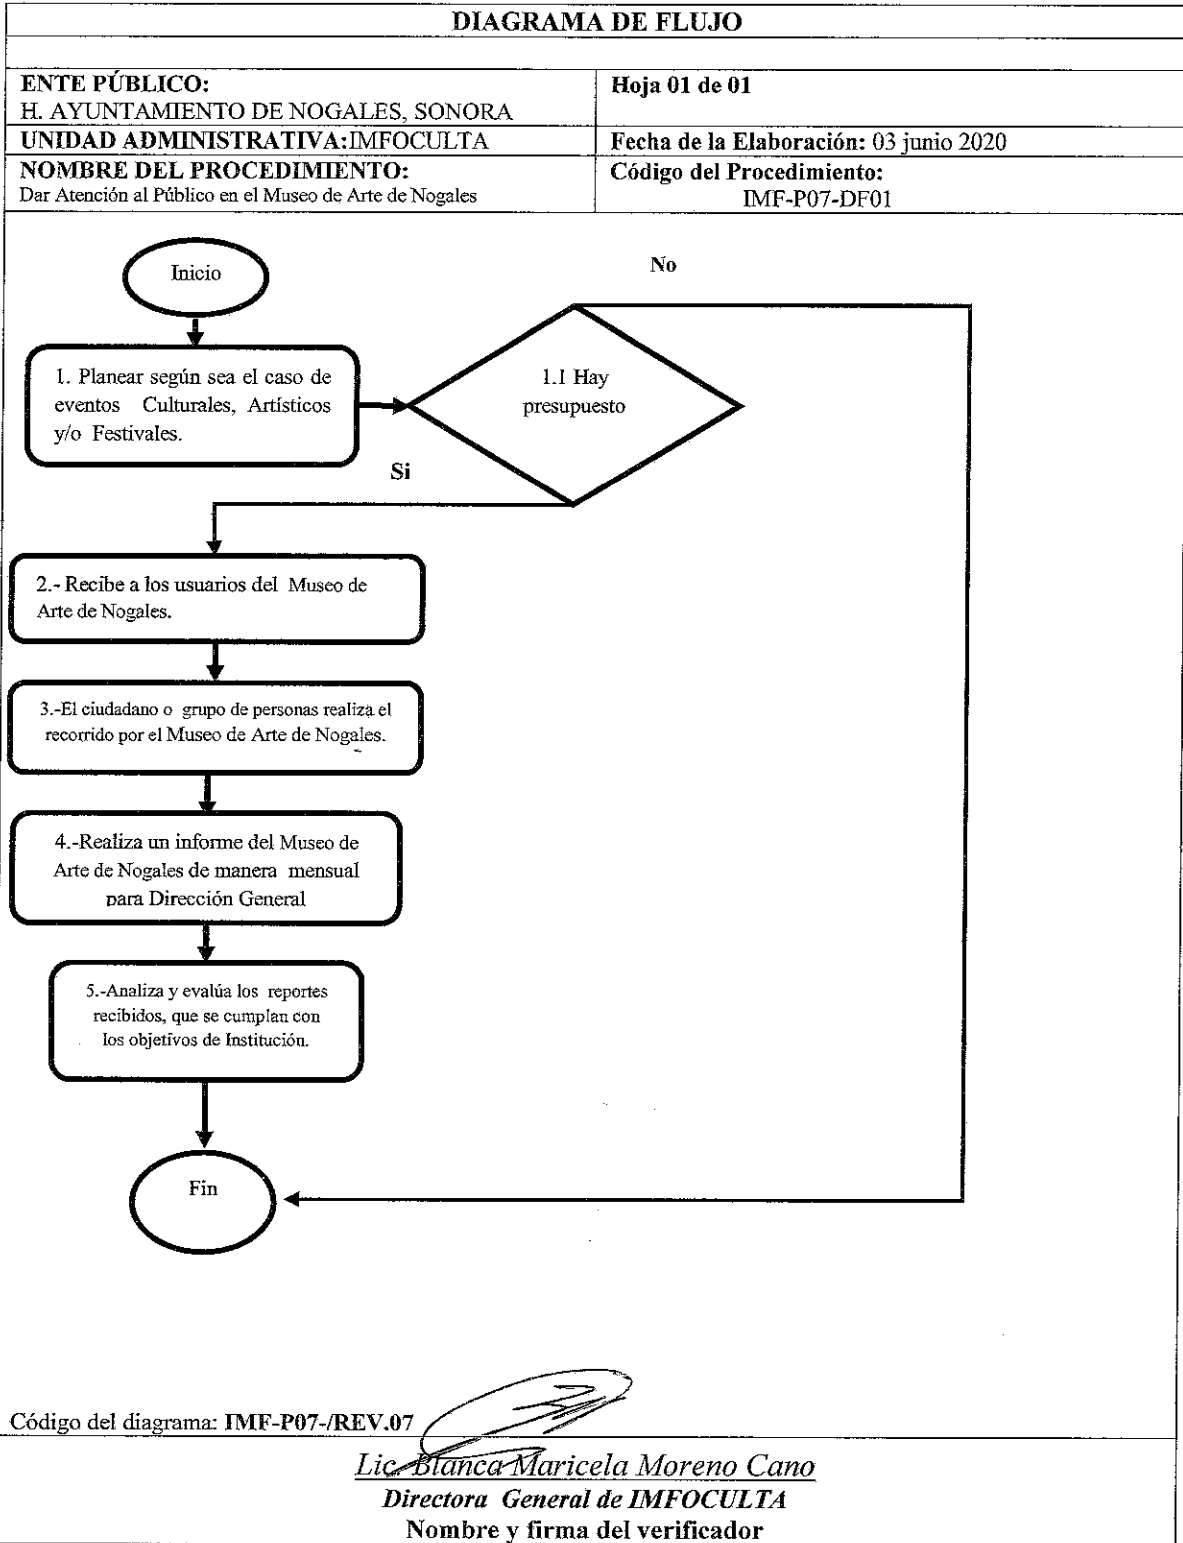 DIAGRAMA DE FLUJO
ENTE PÚBLICO:
H. AYUNTAMIENTO DE NOGALES, SONORA
Hoja 01 de 01
UNIDAD ADMINISTRATIVA:IMFOCULTA
Fecha de la Elaboración: 03 junio 2020
NOMBRE DEL PROCEDIMIENTO:
Dar Atención al Público en el Museo de Arte de Nogales
Código del Procedimiento:
IMF-P07-DF01
Inicio
No
1. Planear según sea el caso de
eventos Culturales, Artísticos
y/o Festivales.
1.1 Hay
presupuesto
Si
2.- Recibe a los usuarios del Museo de
Arte de Nogales.
3.-El ciudadano o grupo de personas realiza el
recorrido por el Museo de Arte de Nogales.
4.-Realiza un informe del Museo de
Arte de Nogales de manera mensual
para Dirección General
5.-Analiza y evalúa los reportes
recibidos, que se cumplan con
los objetivos de Institución.
Fin
Código del diagrama: IMF-P07-/REV.07
Lic. Blanca Maricela Moreno Cano
Directora General de IMFOCULTA
Nombre y firma del verificador